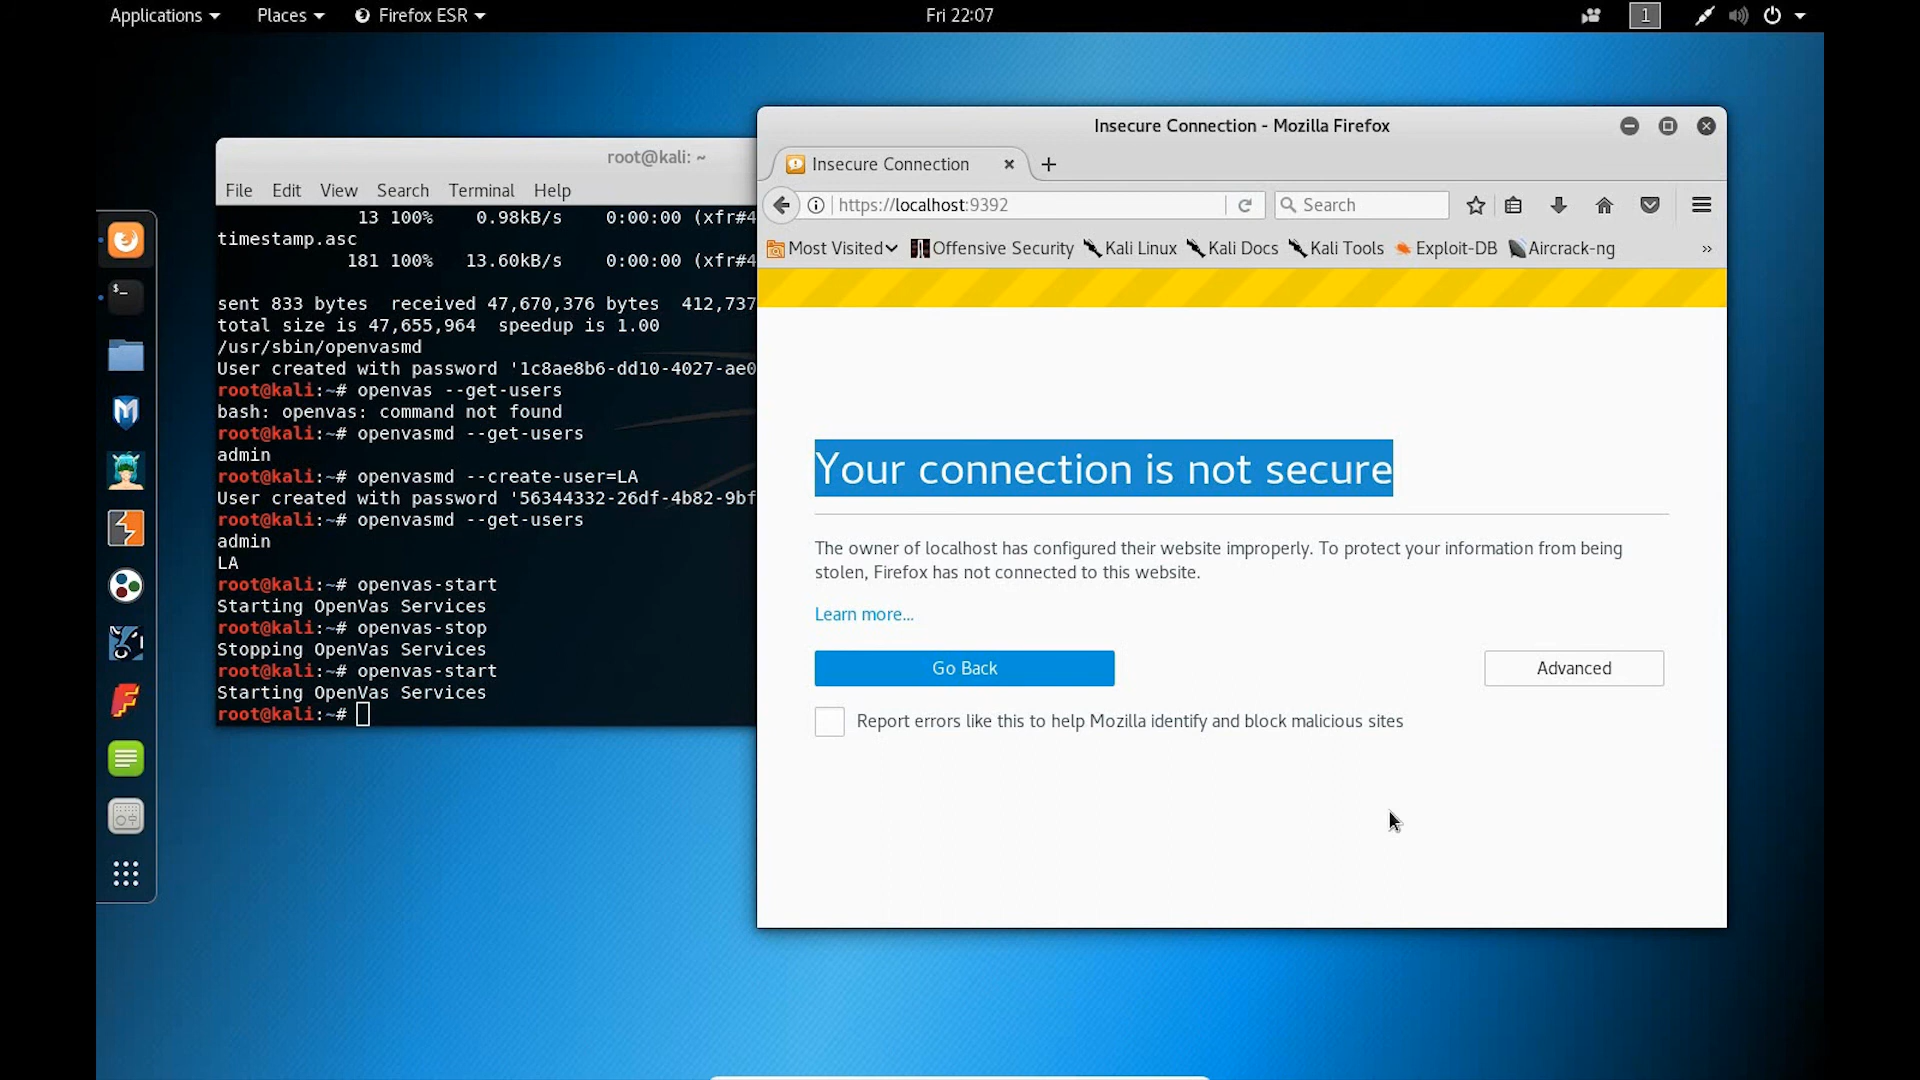 Applications
Places
Firefox ESR
Fri 22:07
1
root@kali: ~
File Edit View Search Terminal Help
13 100% 0.98kB/s 0:00:00 (xfr#4
timestamp.asc
181 100% 13.60kB/s 0:00:00 (xfr#4
sent 833 bytes received 47,670,376 bytes 412,737
total size is 47,655,964 speedup is 1.00
/usr/sbin/openvasmd
User created with password '1c8ae8b6-dd10-4027-ae0
root@kali:~# openvas --get-users
bash: openvas: command not found
root@kali:~# openvasmd --get-users
admin
root@kali:~# openvasmd --create-user=LA
User created with password '56344332-26df-4b82-9bf
root@kali:~# openvasmd --get-users
admin
LA
root@kali:~# openvas-start
Starting OpenVas Services
root@kali:~# openvas-stop
Stopping OpenVas Services
root@kali:~# openvas-start
Starting OpenVas Services
root@kali:~#
Insecure Connection - Mozilla Firefox
Insecure Connection
https://localhost:9392
Search
Most Visited Offensive Security Kali Linux Kali Docs Kali Tools Exploit-DB Aircrack-ng »
Your connection is not secure
The owner of localhost has configured their website improperly. To protect your information from being
stolen, Firefox has not connected to this website.
Learn more...
Go Back
Advanced
Report errors like this to help Mozilla identify and block malicious sites